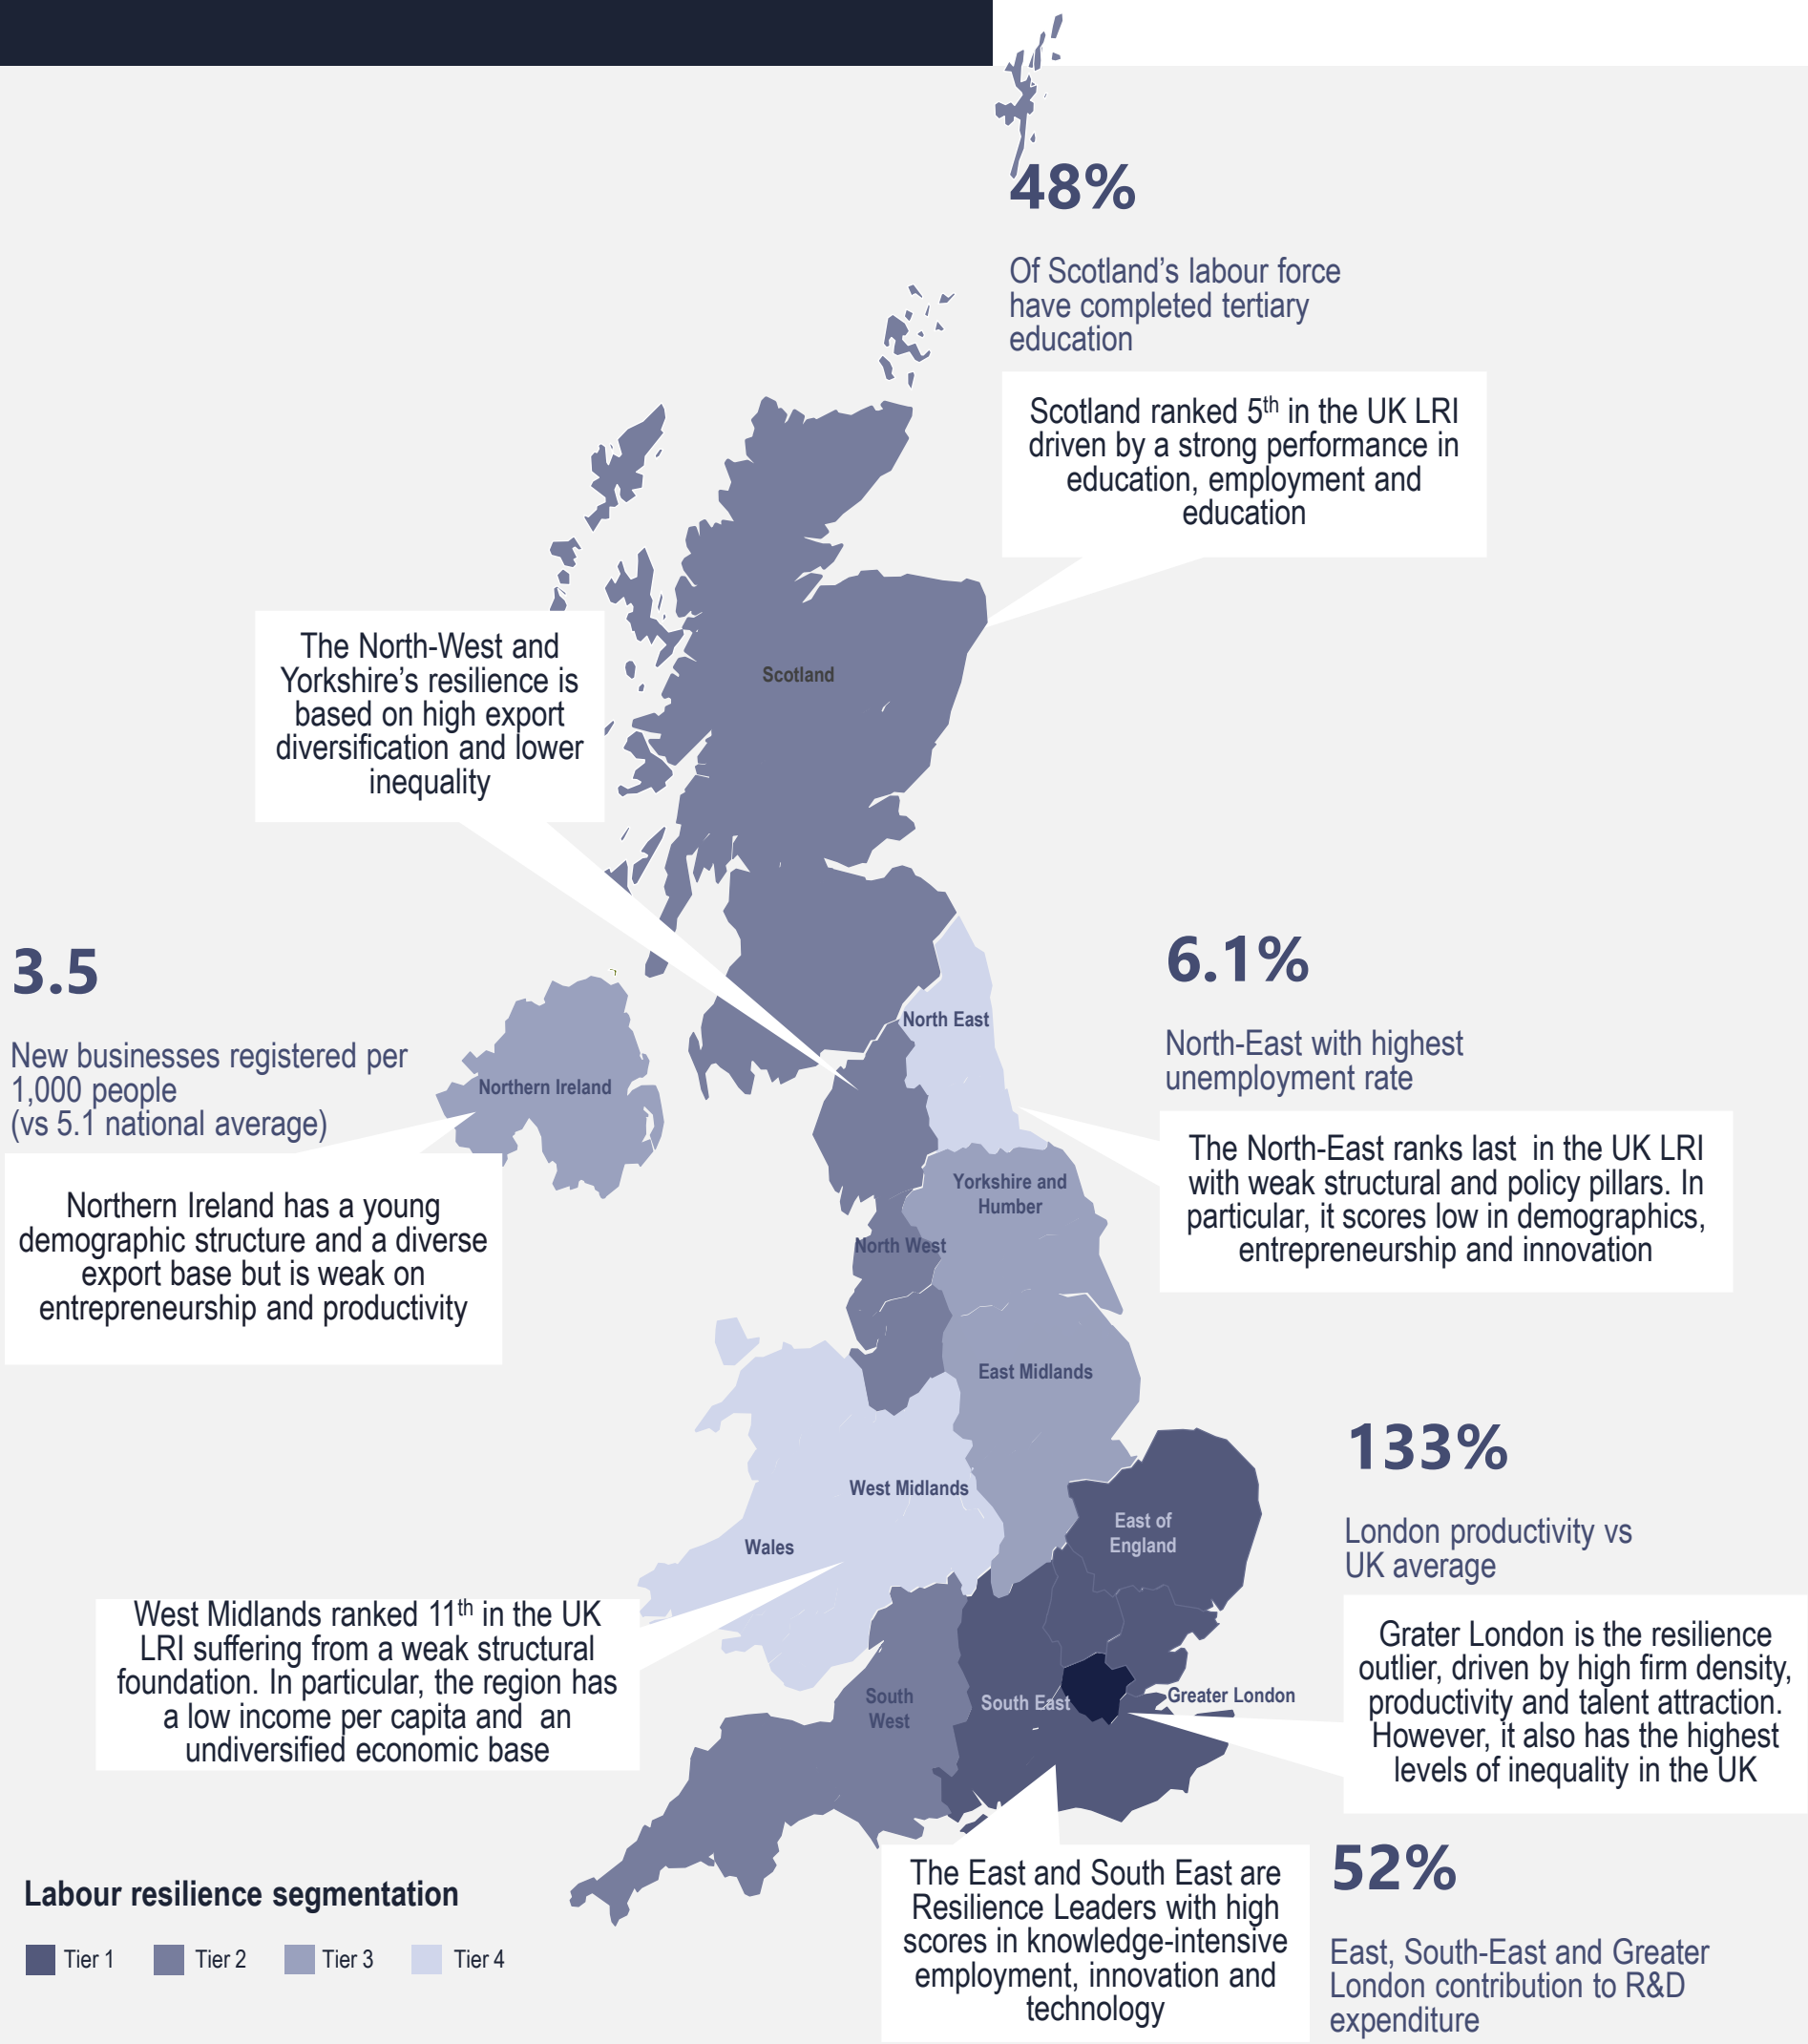 48%
Of Scotland’s labour force
have completed tertiary
education
Scotland ranked 5th in the UK LRI
driven by a strong performance in
education, employment and
education
The North-West and
Yorkshire’s resilience is
based on high export
diversification and lower
inequality
Scotland
3.5
New businesses registered per
1,000 people
(vs 5.1 national average)
Northern Ireland
Northern Ireland has a young
demographic structure and a diverse
export base but is weak on
entrepreneurship and productivity
North East
6.1%
North-East with highest
unemployment rate
The North-East ranks last  in the UK LRI
with weak structural and policy pillars. In
particular, it scores low in demographics,
entrepreneurship and innovation
Yorkshire and
Humber
North West
East Midlands
West Midlands
Wales
East of
England
133%
London productivity vs
UK average
Grater London is the resilience
outlier, driven by high firm density,
productivity and talent attraction.
However, it also has the highest
levels of inequality in the UK
West Midlands ranked 11th in the UK
LRI suffering from a weak structural
foundation. In particular, the region has
a low income per capita and  an
undiversified economic base
South
West
South East
Greater London
The East and South East are
Resilience Leaders with high
scores in knowledge-intensive
employment, innovation and
technology
52%
East, South-East and Greater
London contribution to R&D
expenditure
Labour resilience segmentation
Tier 1 Tier 2 Tier 3 Tier 4